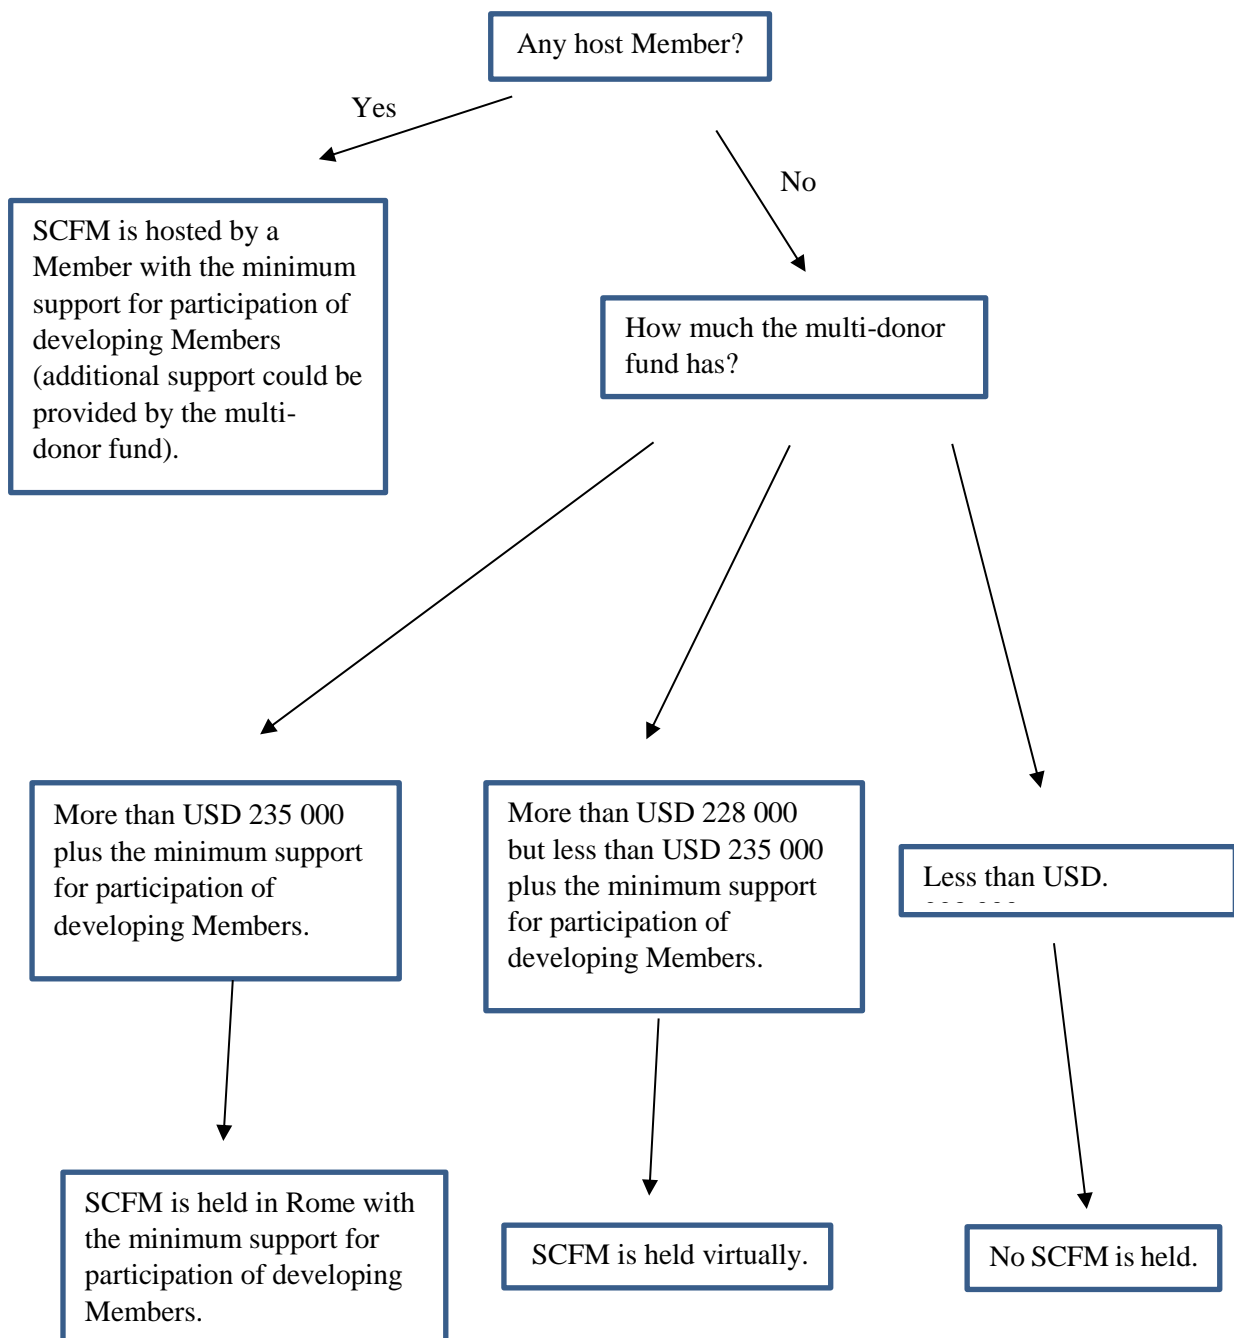 Any host Member?
Yes
No
SCFM is hosted by a
Member with the minimum
support for participation of
developing Members
(additional support could be
provided by the multi-
donor fund).
How much the multi-donor
fund has?
More than USD 235 000
plus the minimum support
for participation of
developing Members.
More than USD 228 000
but less than USD 235 000
plus the minimum support
for participation of
developing Members.
Less than USD.
SCFM is held in Rome with
the minimum support for
participation of developing
Members.
SCFM is held virtually.
No SCFM is held.